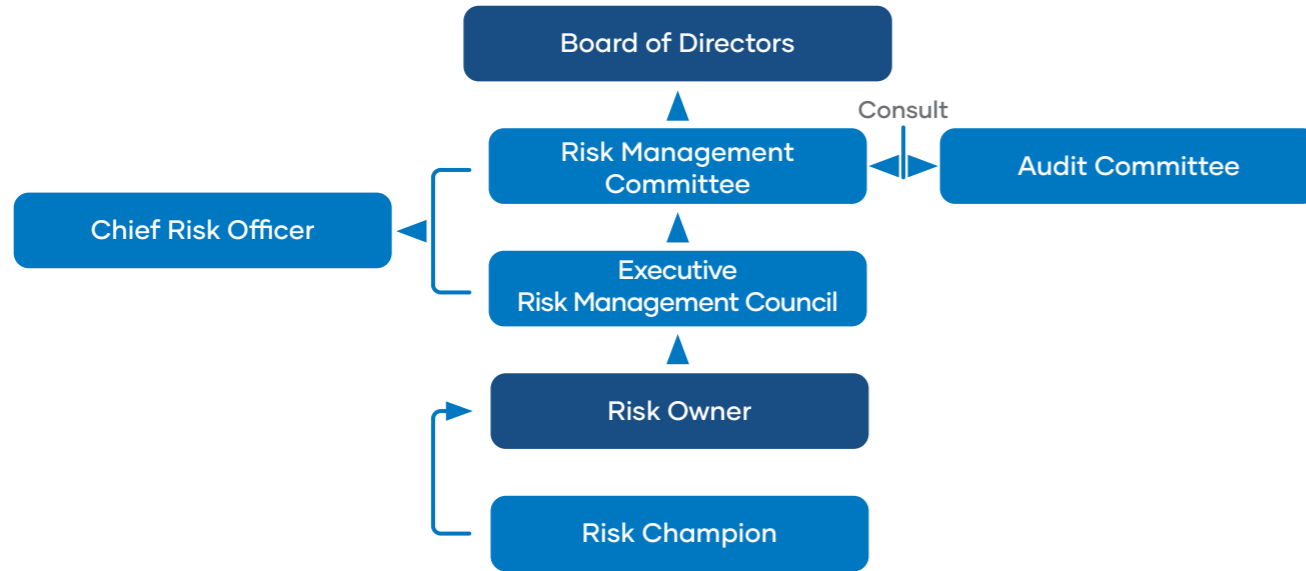 Board of Directors
Consult
Risk Management
Committee
Audit Committee
Chief Risk Officer
Executive
Risk Management Council
Risk Owner
Risk Champion